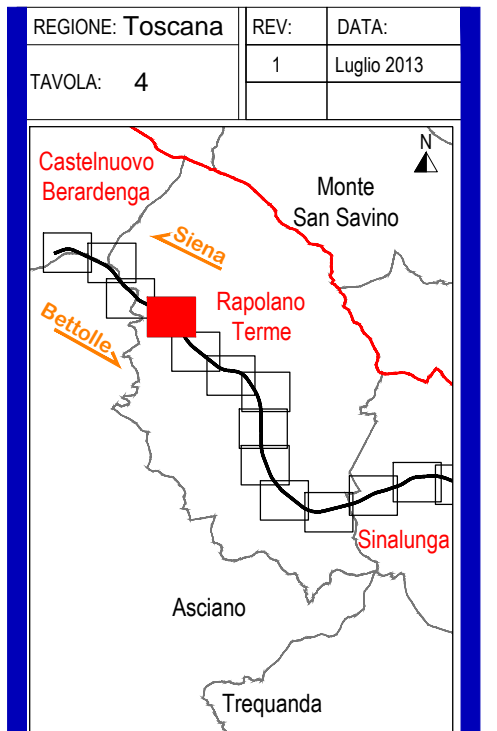 REGIONE: Toscana
REV:
DATA:
TAVOLA: 4
1
Luglio 2013
N
Castelnuovo
Berardenga
Monte
San Savino
Siena
Bettolle
Rapolano
Terme
Sinalunga
Asciano
Trequanda